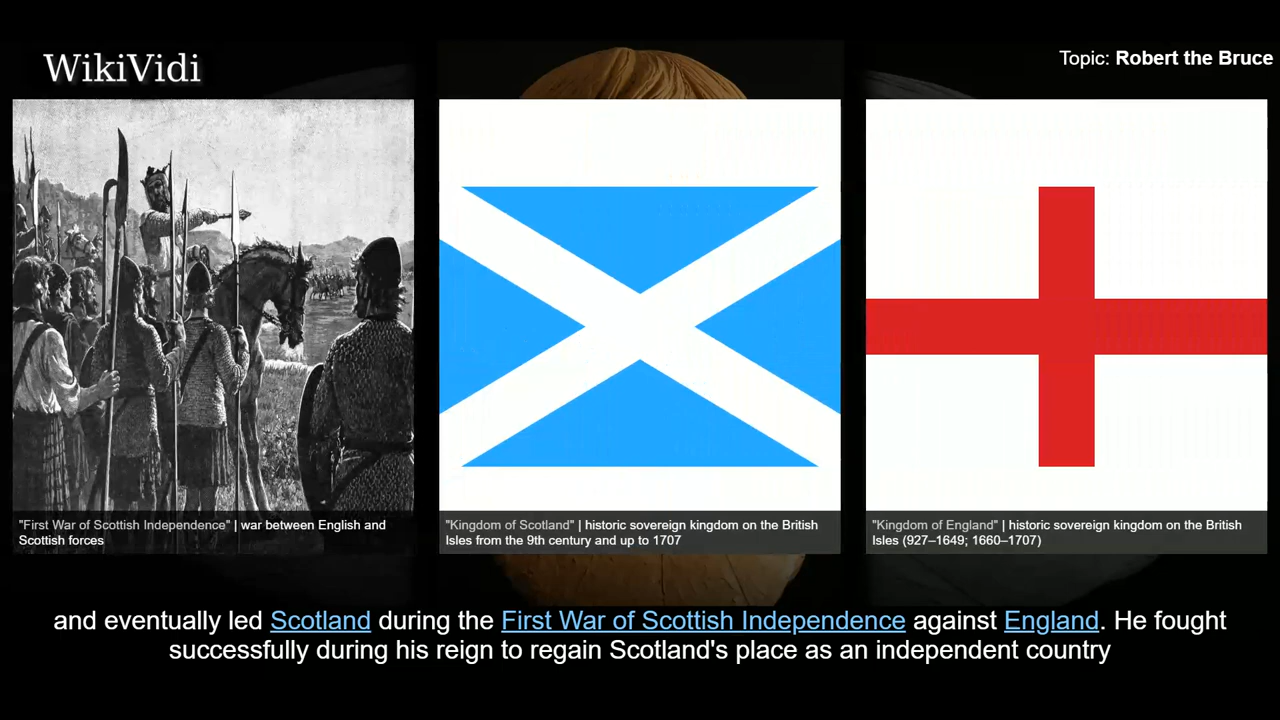 WikiVidi
Topic: Robert the Bruce
"First War of Scottish Independence" | war between English and
Scottish forces
"Kingdom of Scotland" | historic sovereign kingdom on the British
Isles from the 9th century and up to 1707
"Kingdom of England" | historic sovereign kingdom on the British
Isles (927–1649; 1660–1707)
and eventually led Scotland during the First War of Scottish Independence against England. He fought
successfully during his reign to regain Scotland's place as an independent country